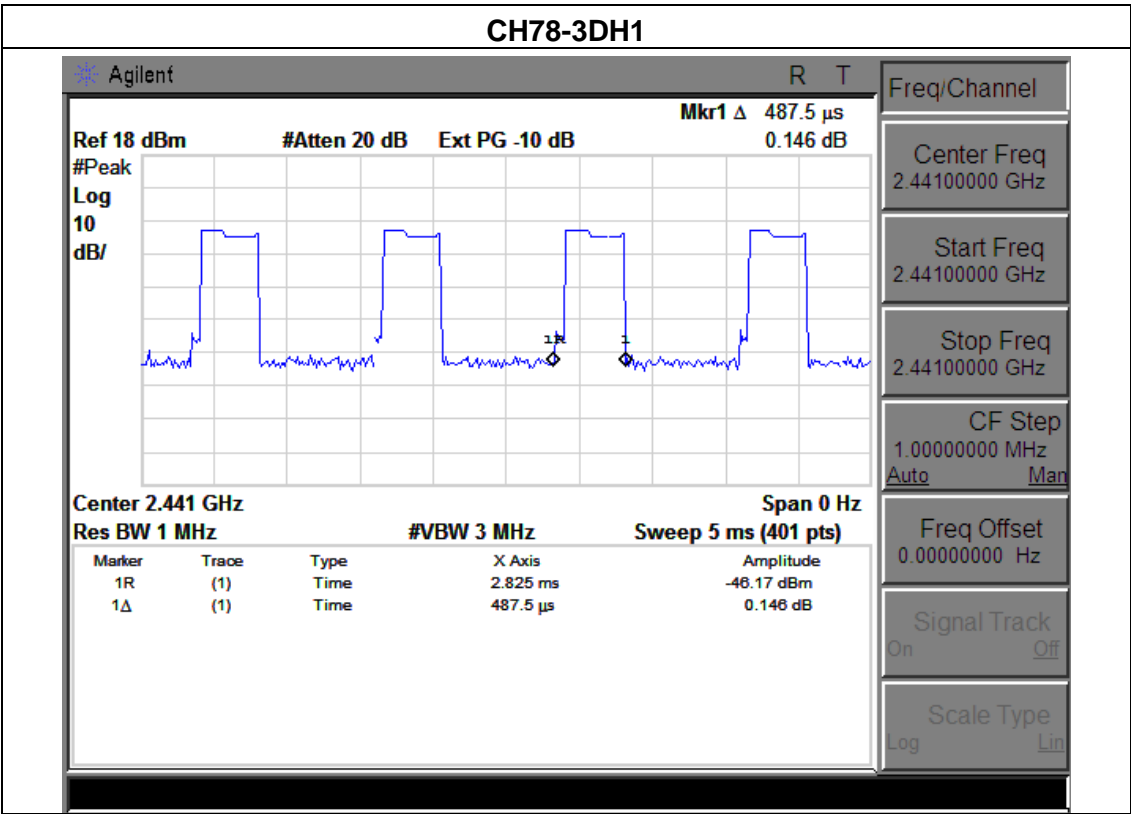 CH78-3DH1
Agilent R T
Mkr1 Δ 487.5 µs
Ref 18 dBm #Atten 20 dB Ext PG -10 dB 0.146 dB
#Peak
Log
10
dB/
1R 1
Center 2.441 GHz Span 0 Hz
Res BW 1 MHz #VBW 3 MHz Sweep 5 ms (401 pts)
Marker Trace Type X Axis Amplitude
1R (1) Time 2.825 ms -46.17 dBm
1Δ (1) Time 487.5 µs 0.146 dB
Freq/Channel
Center Freq
2.44100000 GHz
Start Freq
2.44100000 GHz
Stop Freq
2.44100000 GHz
CF Step
1.00000000 MHz
Auto Man
Freq Offset
0.00000000 Hz
Signal Track
On Off
Scale Type
Log Lin